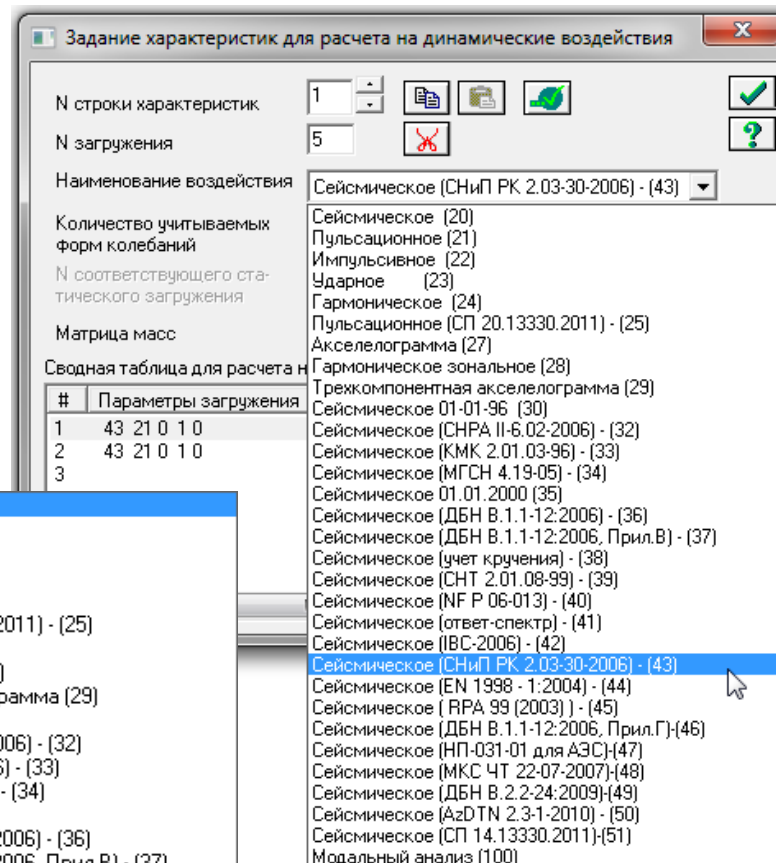 Задание характеристик для расчета на динамические воздействия
N строки характеристик 1
N загружения 5
Наименование воздействия Сейсмическое (СНиП РК 2.03-30-2006) - (43)
Количество учитываемых
форм колебаний
N соответствующего ста-
тического загружения
Матрица масс
Сводная таблица для расчета н
# Параметры загружения
1 43 21 0 1 0
2 43 21 0 1 0
3
Сейсмическое (20)
Пульсационное (21)
Импульсивное (22)
Ударное (23)
Гармоническое (24)
Пульсационное (СП 20.13330.2011) - (25)
Акселелограмма (27)
Гармоническое зональное (28)
Трехкомпонентная акселелограмма (29)
Сейсмическое 01-01-96 (30)
Сейсмическое (СНРА II-6.02-2006) - (32)
Сейсмическое (КМК 2.01.03-96) - (33)
Сейсмическое (МГСН 4.19-05) - (34)
Сейсмическое 01.01.2000 (35)
Сейсмическое (ДБН В.1.1-12:2006) - (36)
Сейсмическое (ДБН В.1.1-12:2006, Прил.В) - (37)
Сейсмическое (учет кручения) - (38)
Сейсмическое (СНТ 2.01.08-99) - (39)
Сейсмическое (NF P 06-013) - (40)
Сейсмическое (ответ-спектр) - (41)
Сейсмическое (IBC-2006) - (42)
Сейсмическое (СНиП РК 2.03-30-2006) - (43)
Сейсмическое (EN 1998 - 1:2004) - (44)
Сейсмическое ( RPA 99 (2003) ) - (45)
Сейсмическое (ДБН В.1.1-12:2006, Прил.Г)-(46)
Сейсмическое (НП-031-01 для АЭС)-(47)
Сейсмическое (МКС ЧТ 22-07-2007)-(48)
Сейсмическое (ДБН В.2.2-24:2009)-(49)
Сейсмическое (AzDTN 2.3-1-2010) - (50)
Сейсмическое (СП 14.13330.2011)-(51)
Модальный анализ (100)
2011) - (25)
)
рамма (29)
006) - (32)
6) - (33)
- (34)
2006) - (36)
2006, Прил.В) - (37)